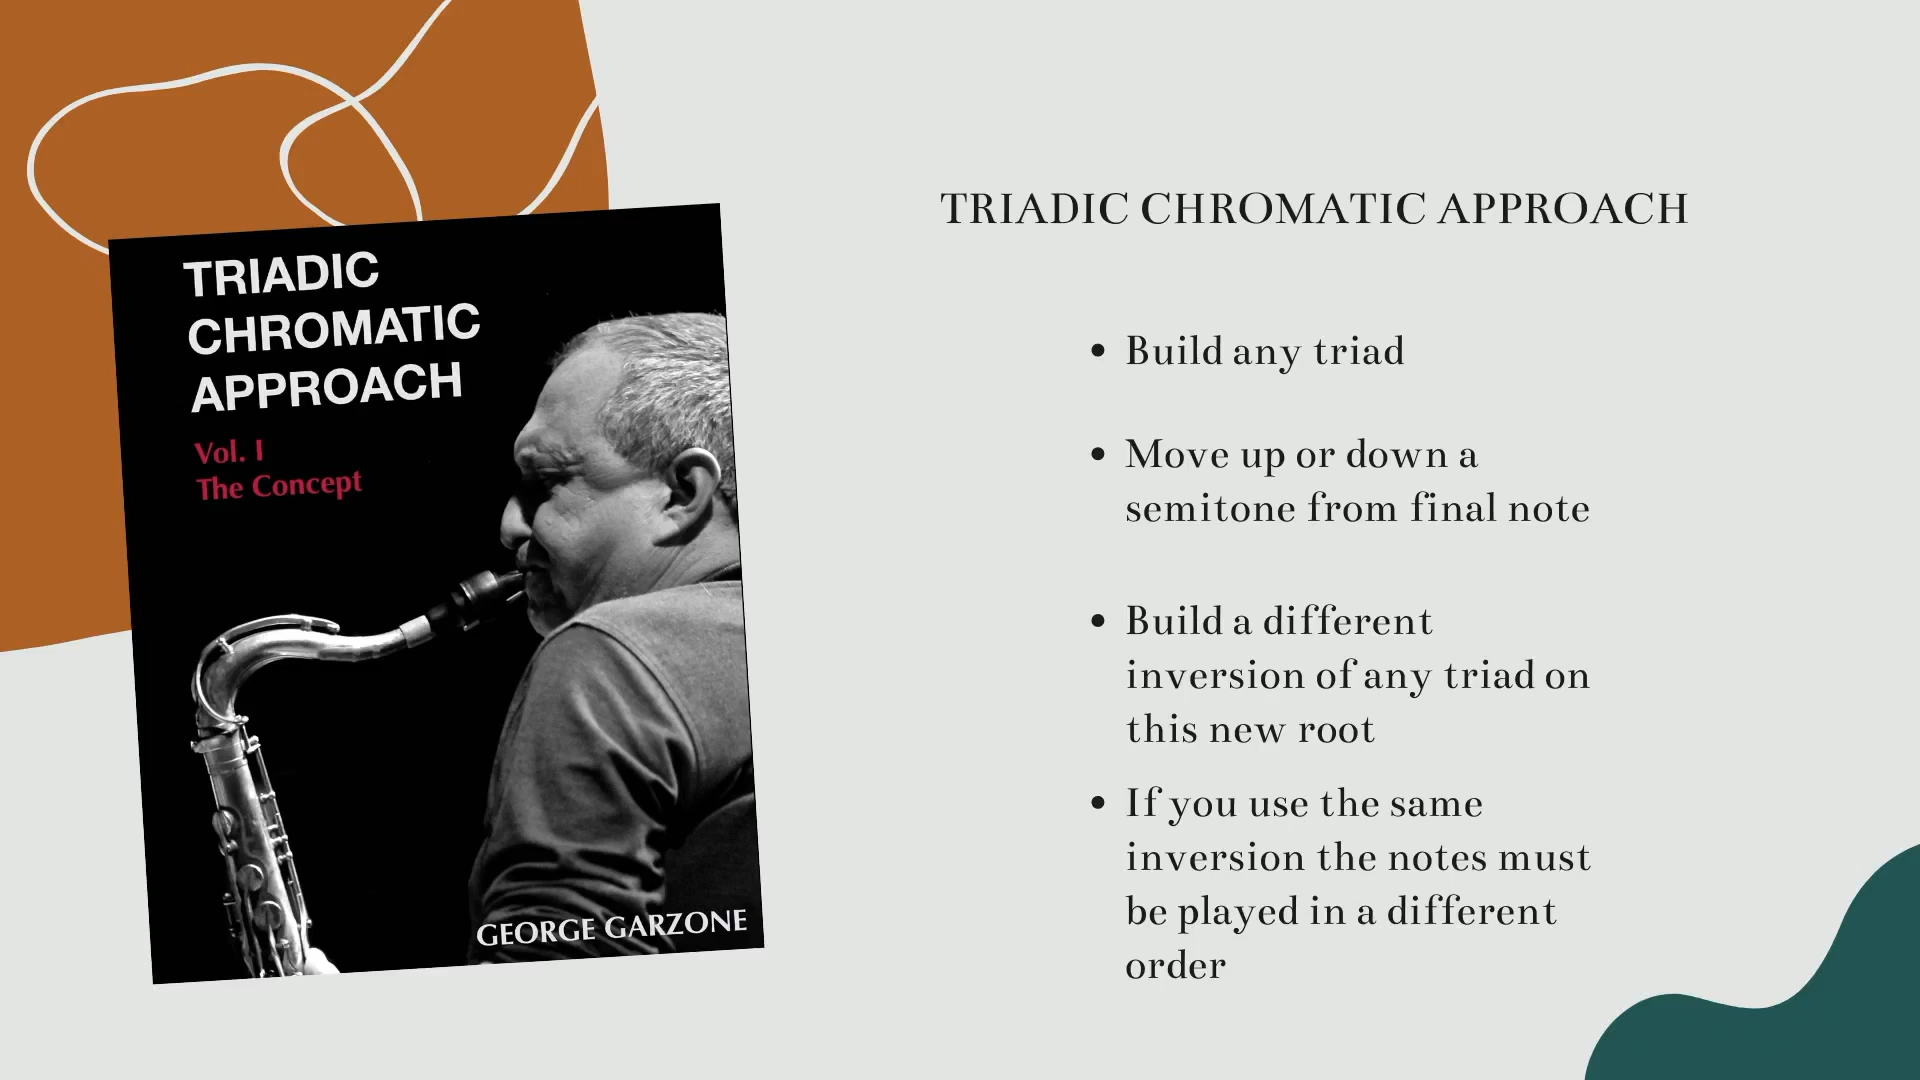 TRIADIC
CHROMATIC
APPROACH
Vol. I
The Concept
GEORGE GARZONE
TRIADIC CHROMATIC APPROACH
• Build any triad
• Move up or down a
semitone from final note
• Build a different
inversion of any triad on
this new root
• If you use the same
inversion the notes must
be played in a different
order